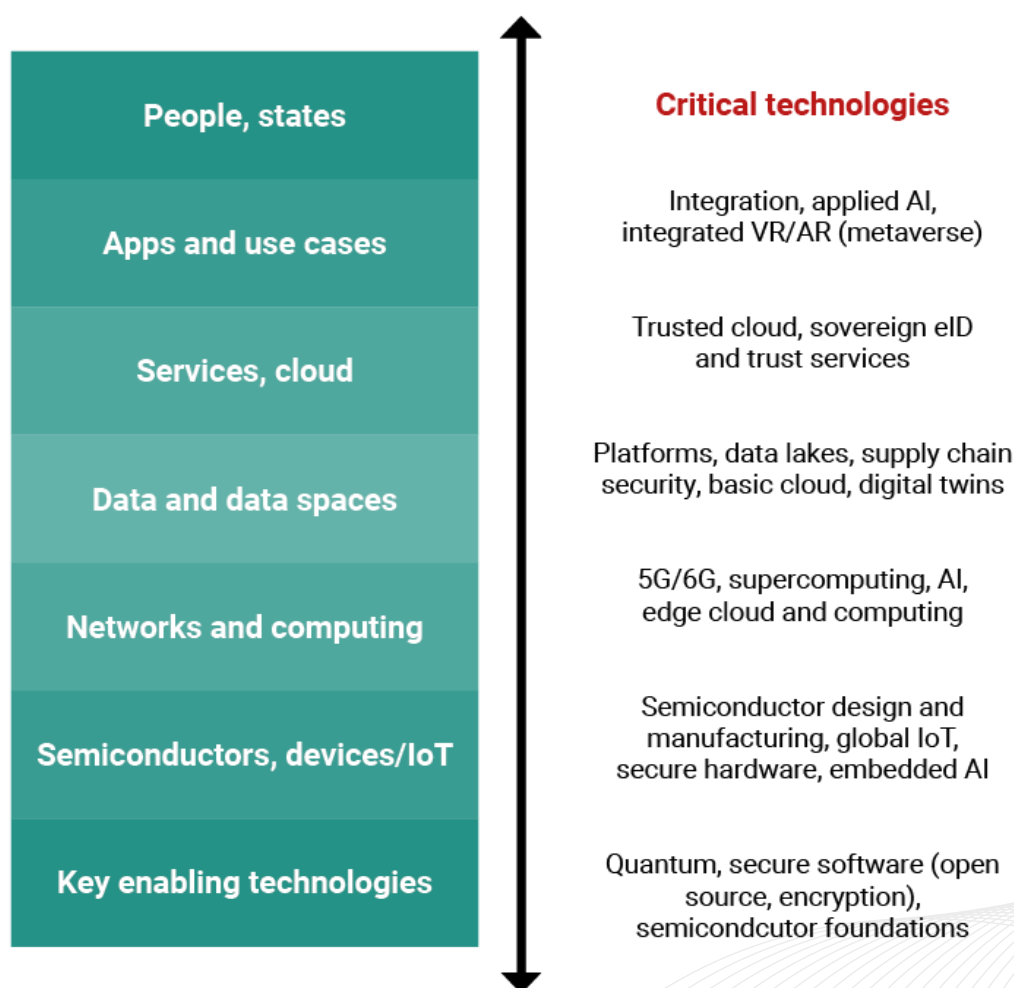 People, states
Critical technologies
Apps and use cases
Integration, applied AI,
integrated VR/AR (metaverse)
Services, cloud
Trusted cloud, sovereign eID
and trust services
Data and data spaces
Platforms, data lakes, supply chain
security, basic cloud, digital twins
Networks and computing
5G/6G, supercomputing, AI,
edge cloud and computing
Semiconductors, devices/IoT
Semiconductor design and
manufacturing, global IoT,
secure hardware, embedded AI
Key enabling technologies
Quantum, secure software (open
source, encryption),
semicondcutor foundations